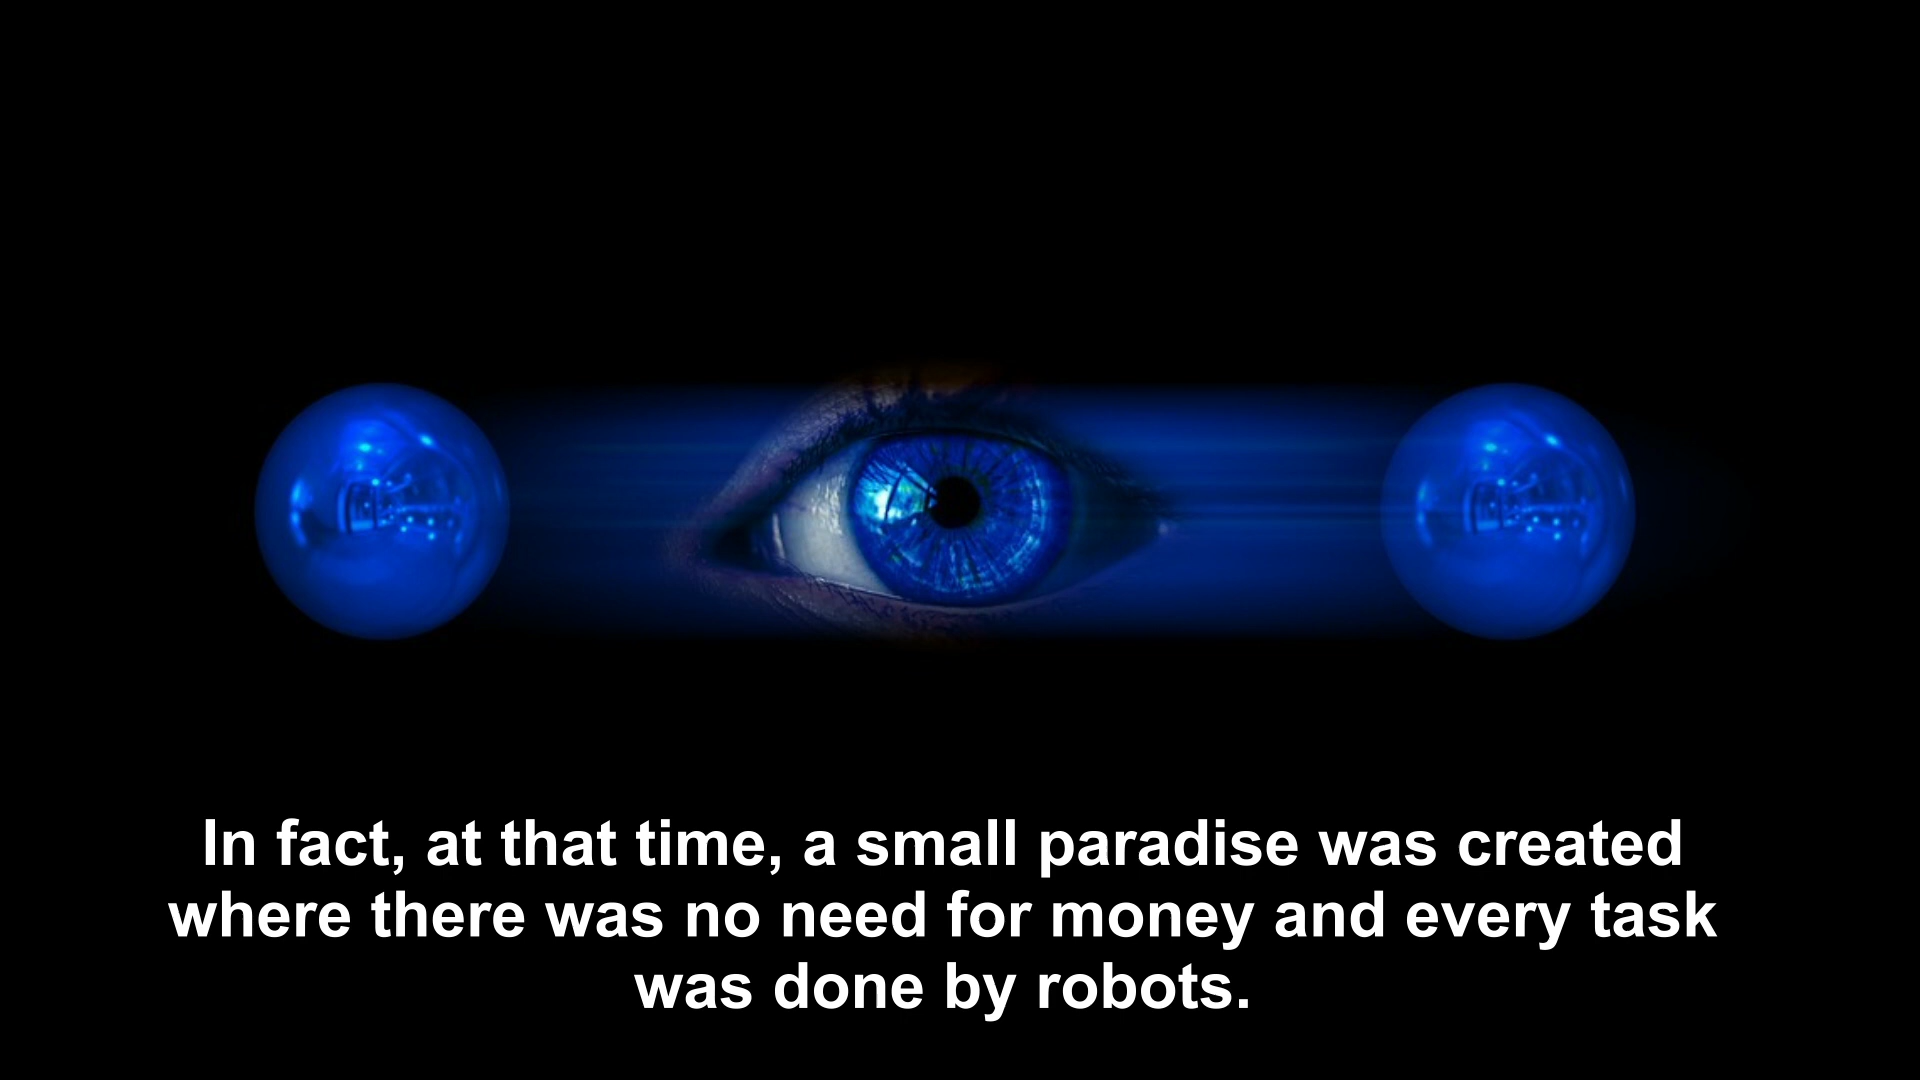 In fact, at that time, a small paradise was created
where there was no need for money and every task
was done by robots.